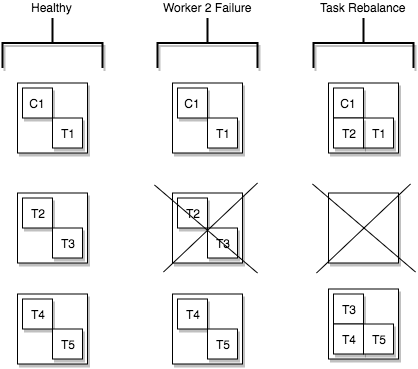 Healthy Worker 2 Failure Task Rebalance
C1 C1 C1
T1 T1 T2 T1
T2 T2
T3 T3
T4 T4 T3
T5 T5 T4 T5